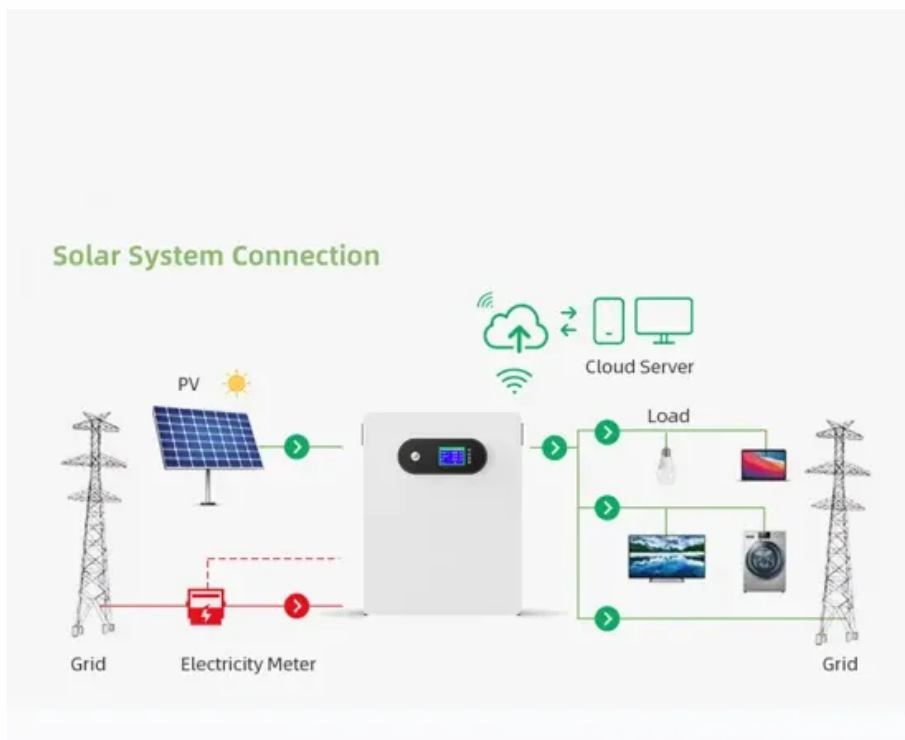 Solar System Connection
Cloud Server
PV
Load
Grid
Electricity Meter
Grid